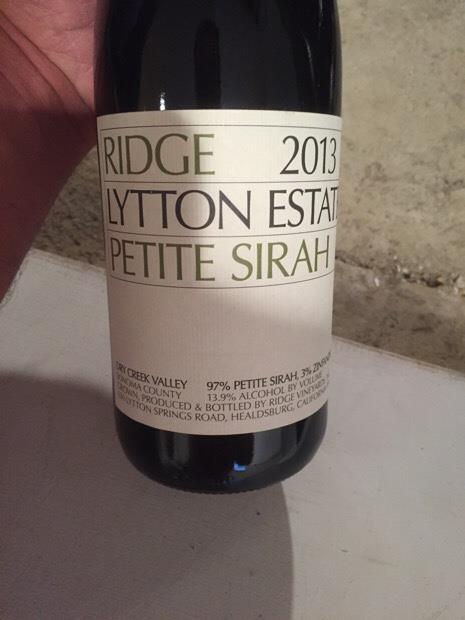 RIDGE 2013
LYTTON ESTAT
PETITE SIRAH
DRY CREEK VALLEY 97% PETITE SIRAH, 3% ZINFAN
SONOMA COUNTY 13.9% ALCOHOL BY VOLUME
GROWN, PRODUCED & BOTTLED BY RIDGE VINEYARDS
LYTTON SPRINGS ROAD, HEALDSBURG, CALIFORN